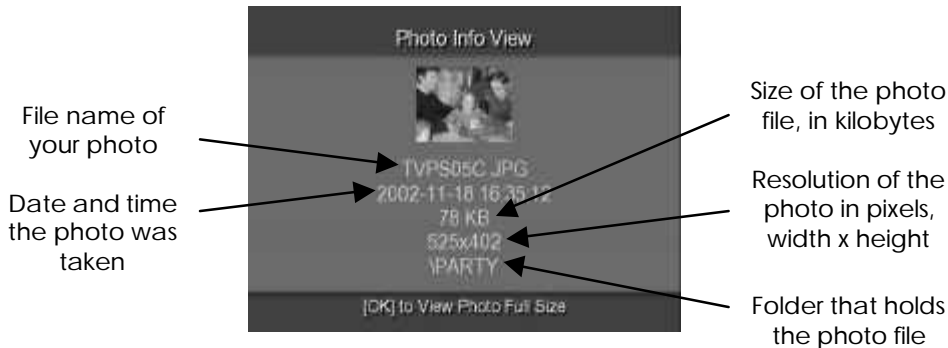 Photo Info View
File name of
your photo
Date and time
the photo was
taken
TVPS05C.JPG
2002-11-18 16:35:12
78 KB
525x402
\PARTY
[OK] to View Photo Full Size
Size of the photo
file, in kilobytes
Resolution of the
photo in pixels,
width x height
Folder that holds
the photo file